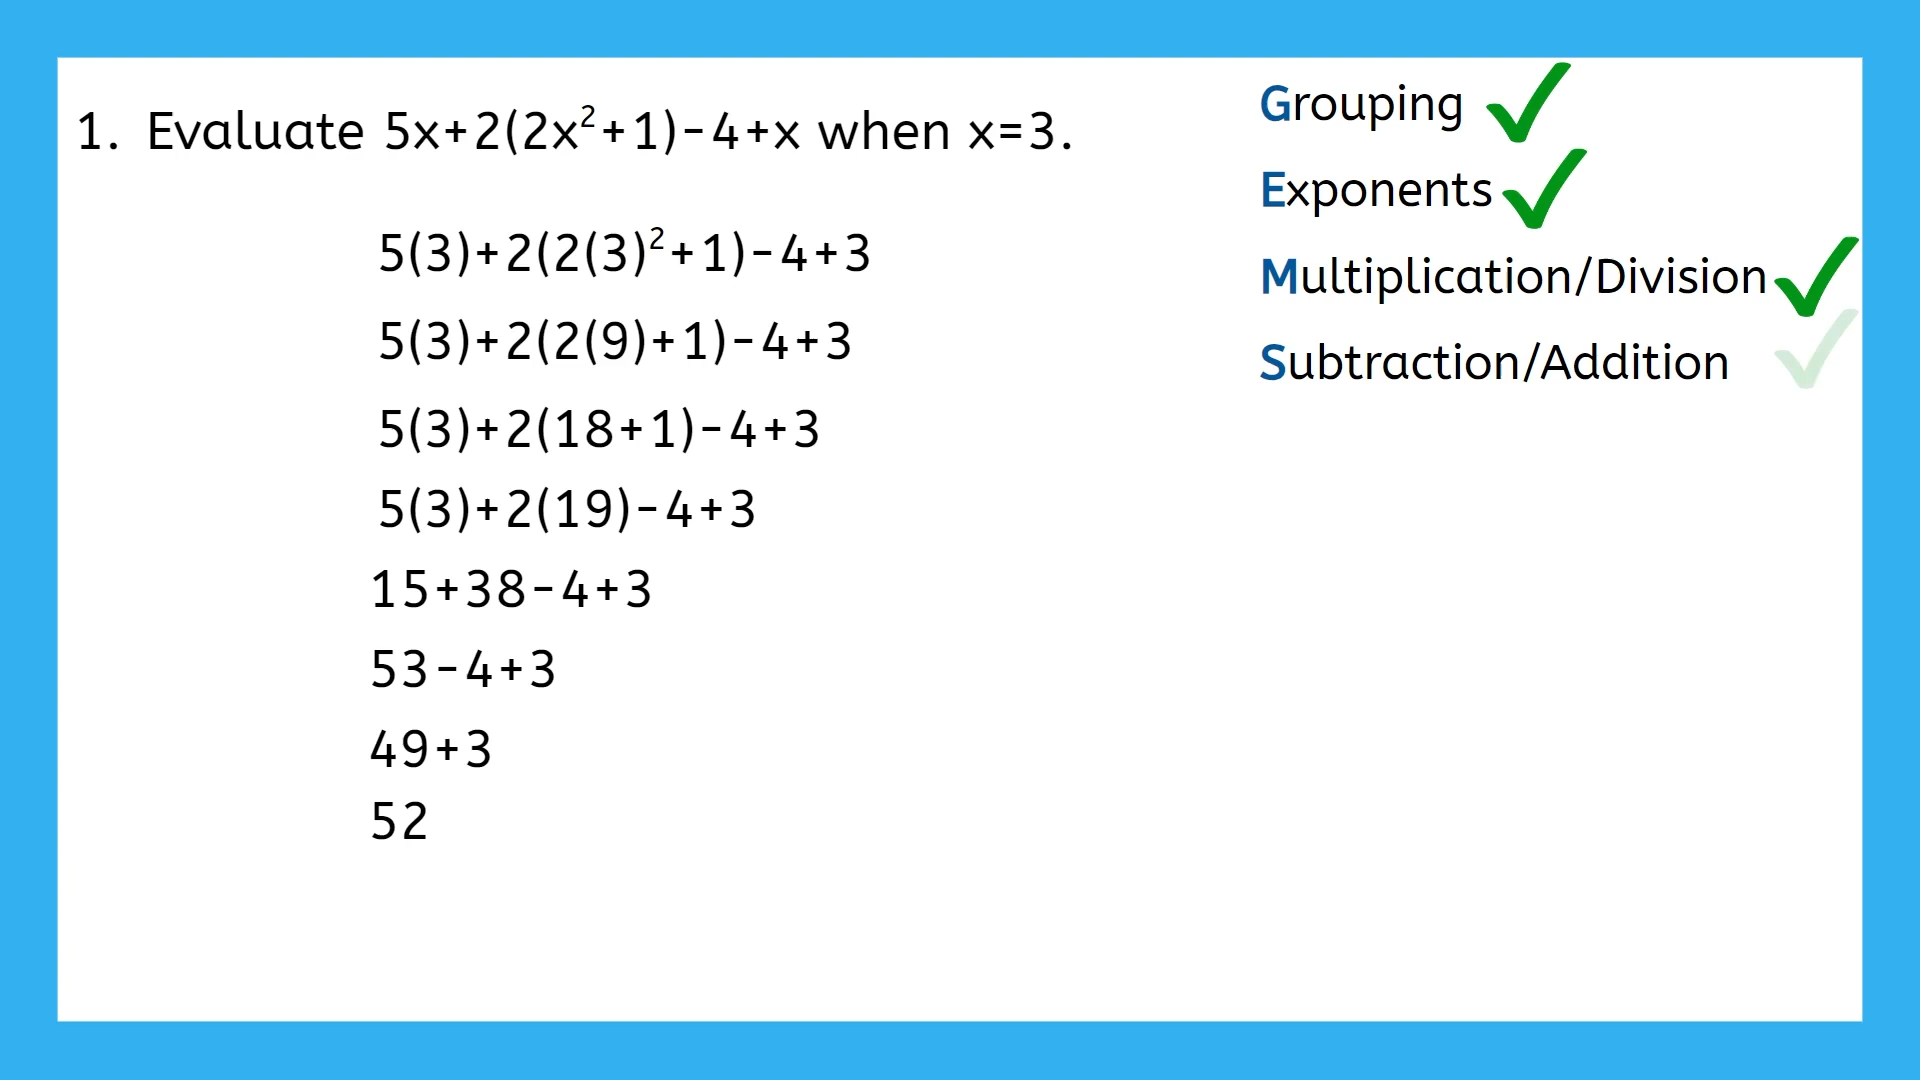 1. Evaluate 5x+2(2x²+1)-4+x when x=3.
5(3)+2(2(3)²+1)-4+3
5(3)+2(2(9)+1)-4+3
5(3)+2(18+1)-4+3
5(3)+2(19)-4+3
15+38-4+3
53-4+3
49+3
52
Grouping
Exponents
Multiplication/Division
Subtraction/Addition